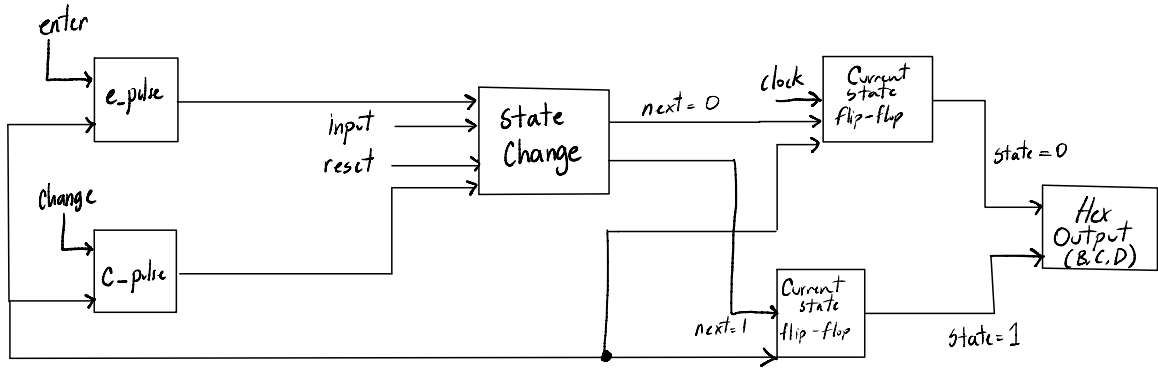 enter
e_pulse
input
reset
Change
C_pulse
State
Change
next = 0
clock
Current
state
flip-flop
state = 0
Hex
Output
(B,C,D)
next=1
Current
state
flip-flop
state = 1